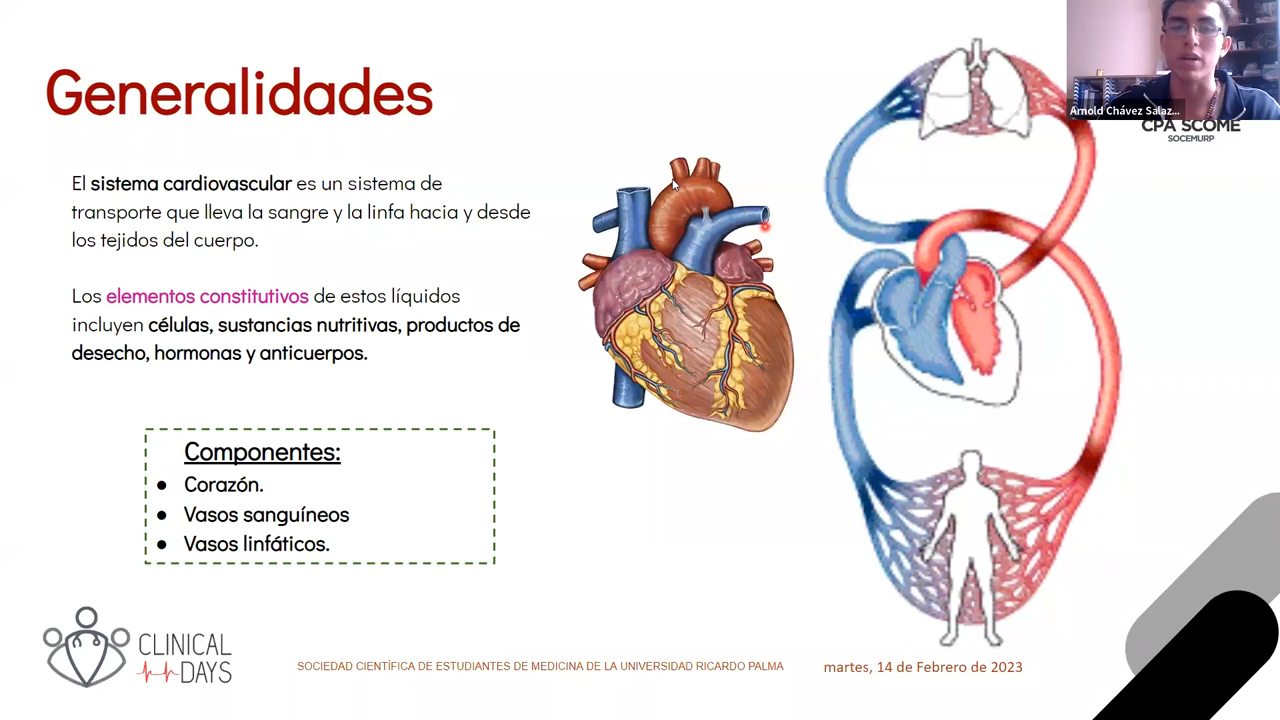 Generalidades
El sistema cardiovascular es un sistema de
transporte que lleva la sangre y la linfa hacia y desde
los tejidos del cuerpo.
Los elementos constitutivos de estos líquidos
incluyen células, sustancias nutritivas, productos de
desecho, hormonas y anticuerpos.
Componentes:
● Corazón.
● Vasos sanguíneos
● Vasos linfáticos.
Arnold Chávez Salaz...
CPA SCOME
SOCEMURP
CLINICAL
DAYS
SOCIEDAD CIENTÍFICA DE ESTUDIANTES DE MEDICINA DE LA UNIVERSIDAD RICARDO PALMA
martes, 14 de Febrero de 2023